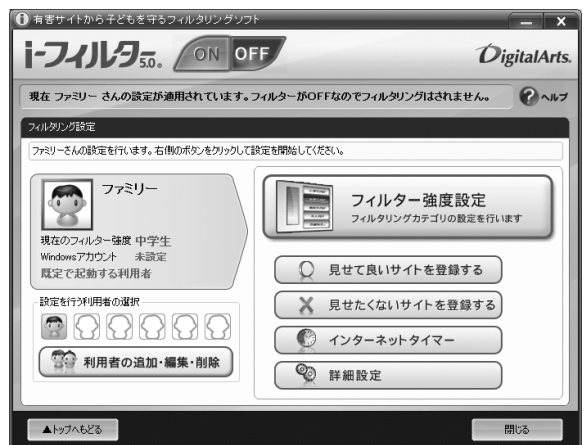 有害サイトから子どもを守るフィルタリングソフト
i-フィルター5.0. ON OFF DigitalArts.
現在 ファミリー さんの設定が適用されています。フィルターがOFFなのでフィルタリングはされません。 ?ヘルプ
フィルタリング設定
ファミリーさんの設定を行います。右側のボタンをクリックして設定を開始してください。
ファミリー
現在のフィルター強度 中学生
Windowsアカウント 未設定
既定で起動する利用者
設定を行う利用者の選択
利用者の追加・編集・削除
フィルター強度設定
フィルタリングカテゴリの設定を行います
見せて良いサイトを登録する
見せたくないサイトを登録する
インターネットタイマー
詳細設定
▲トップへもどる
閉じる